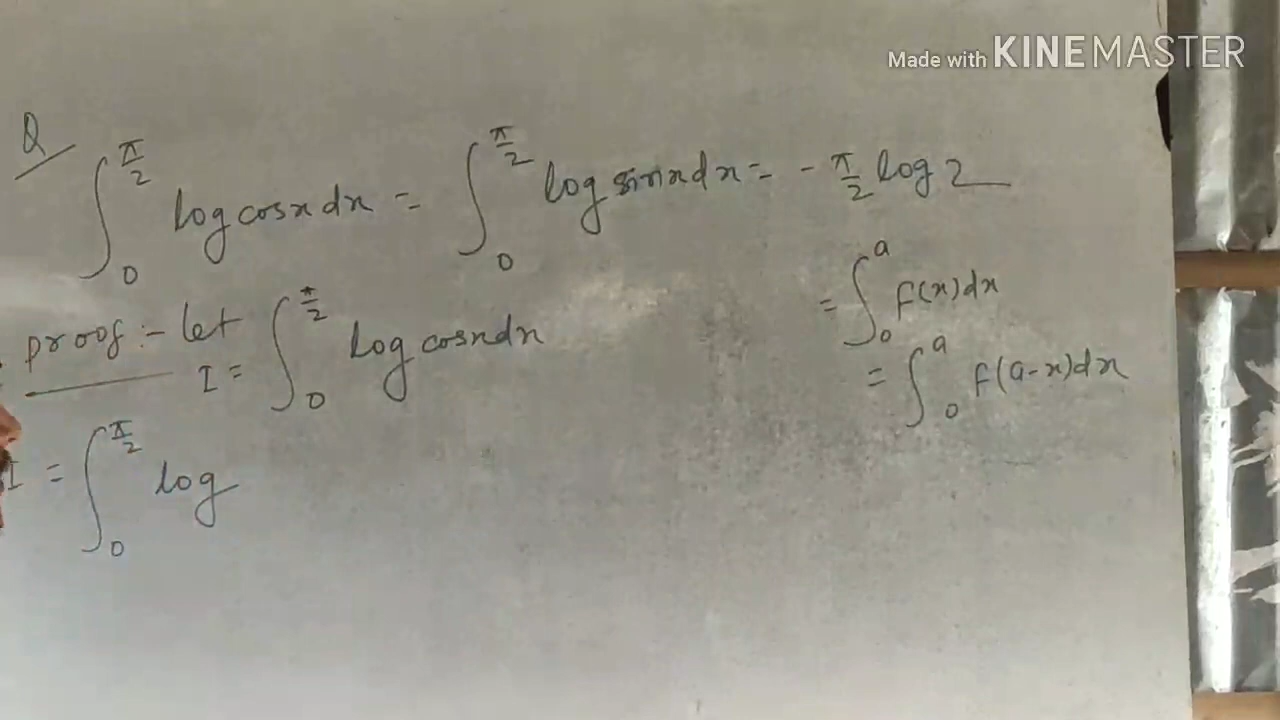 Made with KINEMASTER
Q
∫₀^{π/2} log cosx dx = ∫₀^{π/2} log sinx dx = - π/2 log 2
proof :- let I = ∫₀^{π/2} log cosx dx
= ∫₀^a f(x) dx
= ∫₀^a f(a-x) dx
I = ∫₀^{π/2} log